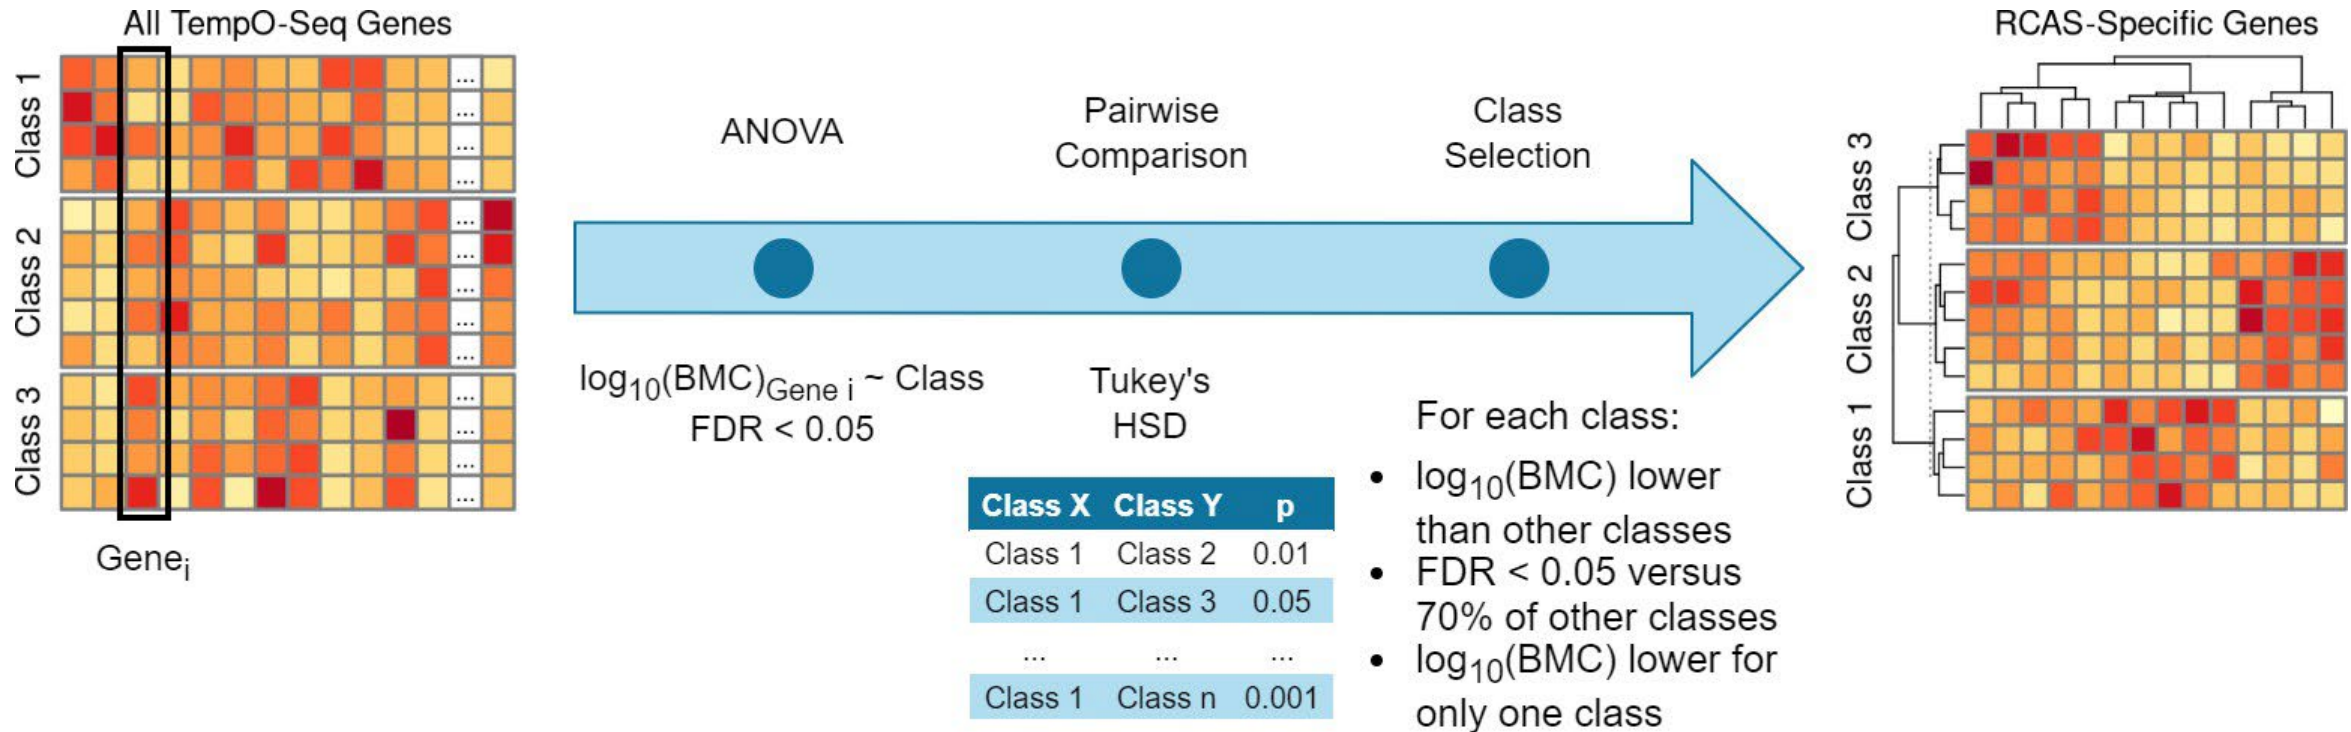 All TempO-Seq Genes
Class 1
Class 2
Class 3
...
...
...
...
...
...
...
...
...
...
...
...
...
Gene i
ANOVA
log10(BMC)Gene i ~ Class
FDR < 0.05
Pairwise
Comparison
Tukey's
HSD
Class X Class Y p
Class 1 Class 2 0.01
Class 1 Class 3 0.05
... ... ...
Class 1 Class n 0.001
Class
Selection
For each class:
• log10(BMC) lower
than other classes
• FDR < 0.05 versus
70% of other classes
• log10(BMC) lower for
only one class
RCAS-Specific Genes
Class 3
Class 2
Class 1